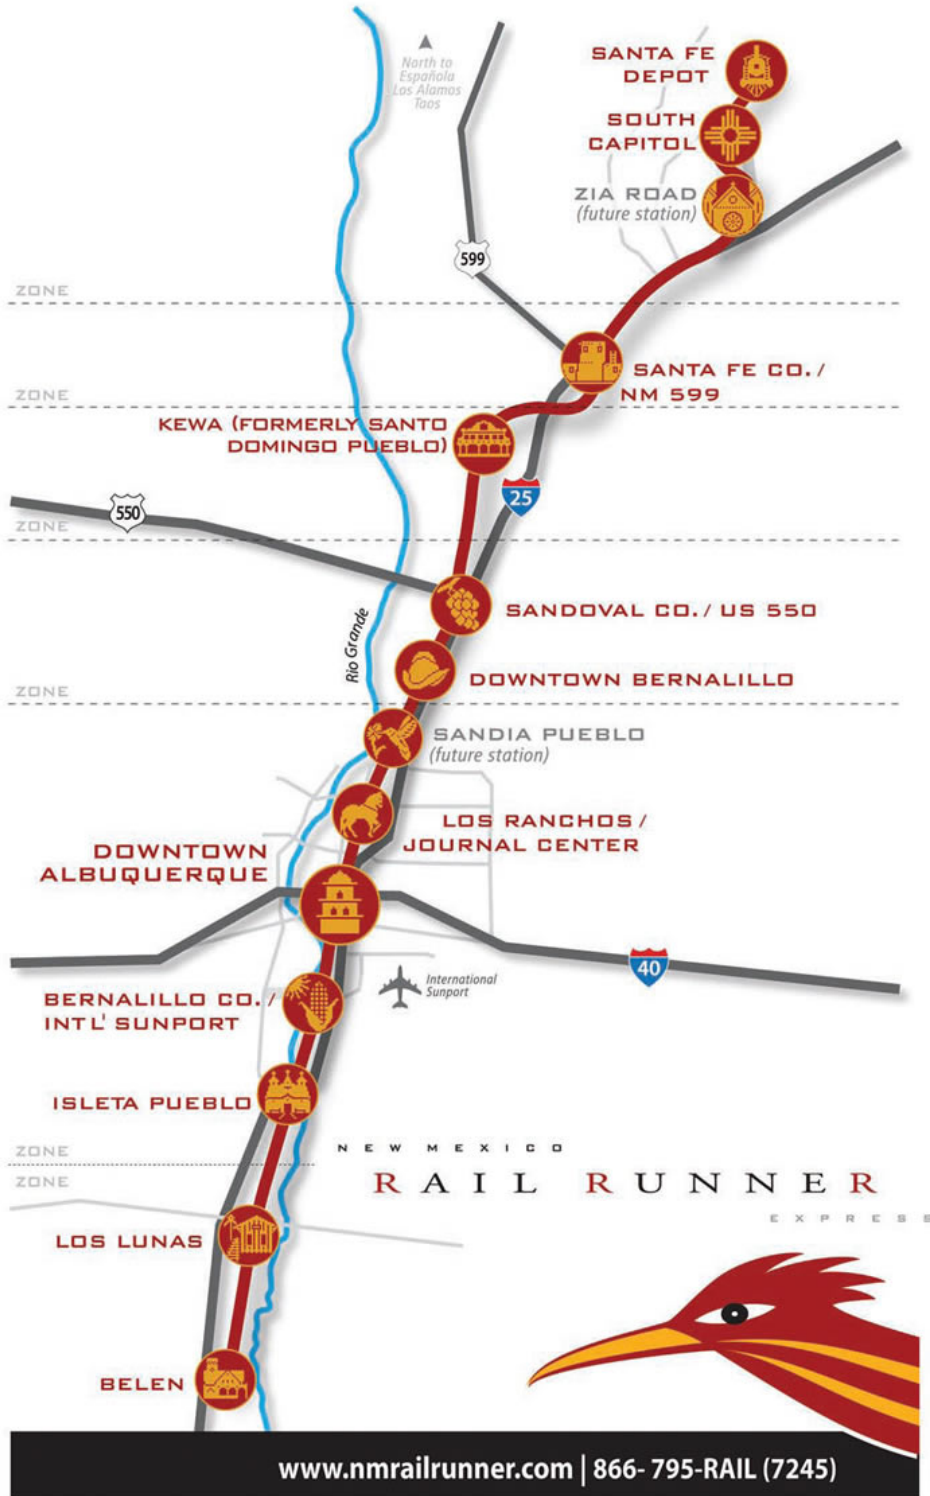 North to
Española
Los Alamos
Taos
SANTA FE
DEPOT
SOUTH
CAPITOL
ZIA ROAD
(future station)
599
ZONE
SANTA FE CO. /
NM 599
ZONE
KEWA (FORMERLY SANTO
DOMINGO PUEBLO)
25
550
ZONE
SANDOVAL CO. / US 550
Rio Grande
DOWNTOWN BERNALILLO
ZONE
SANDIA PUEBLO
(future station)
LOS RANCHOS /
JOURNAL CENTER
DOWNTOWN
ALBUQUERQUE
40
International
Sunport
BERNALILLO CO. /
INTL' SUNPORT
ISLETA PUEBLO
ZONE
ZONE
NEW MEXICO
RAIL RUNNER
EXPRESS
LOS LUNAS
BELEN
www.nmrailrunner.com | 866- 795-RAIL (7245)